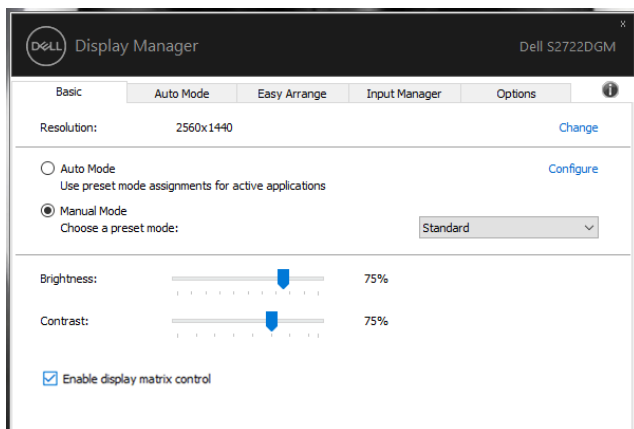 x
DELL Display Manager Dell S2722DGM
Basic Auto Mode Easy Arrange Input Manager Options i
Resolution: 2560x1440 Change
Auto Mode Configure
Use preset mode assignments for active applications
Manual Mode
Choose a preset mode: Standard
Brightness: 75%
Contrast: 75%
Enable display matrix control